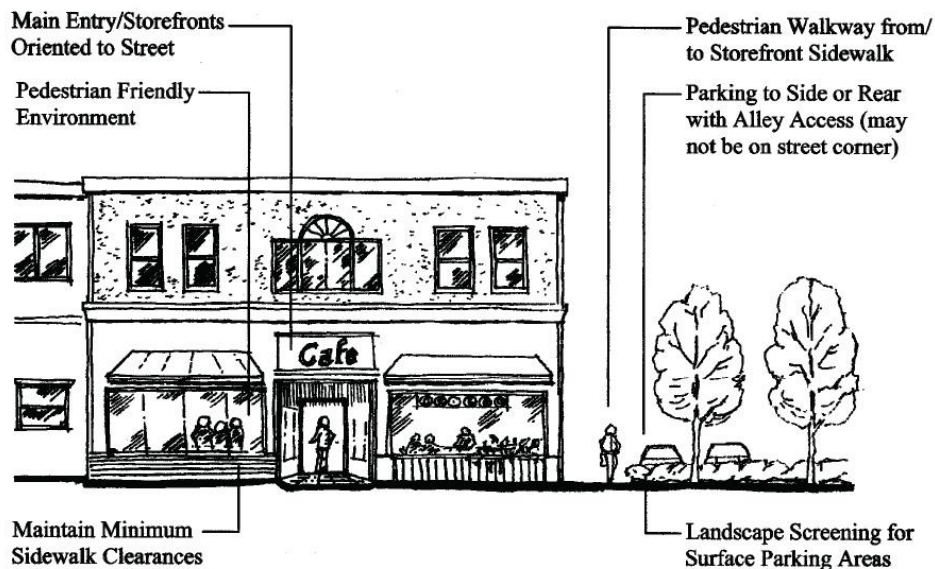 Main Entry/Storefronts
Oriented to Street
Pedestrian Friendly
Environment
Pedestrian Walkway from/
to Storefront Sidewalk
Parking to Side or Rear
with Alley Access (may
not be on street corner)
Cafe
Maintain Minimum
Sidewalk Clearances
Landscape Screening for
Surface Parking Areas